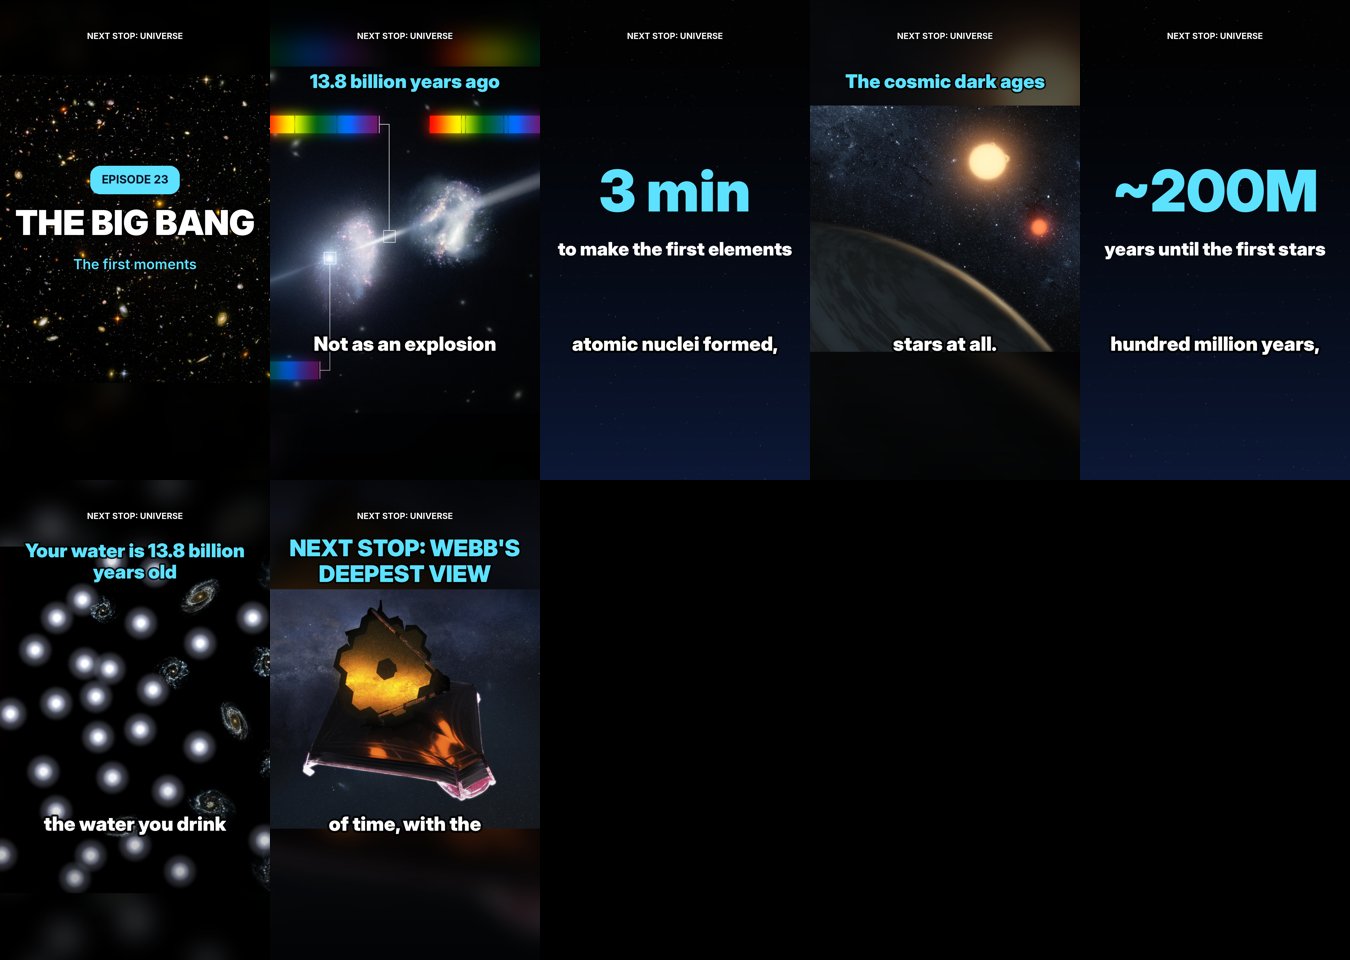 NEXT STOP: UNIVERSE
EPISODE 23
THE BIG BANG
The first moments
NEXT STOP: UNIVERSE
13.8 billion years ago
Not as an explosion
NEXT STOP: UNIVERSE
3 min
to make the first elements
atomic nuclei formed,
NEXT STOP: UNIVERSE
The cosmic dark ages
stars at all.
NEXT STOP: UNIVERSE
~200M
years until the first stars
hundred million years,
NEXT STOP: UNIVERSE
Your water is 13.8 billion
years old
the water you drink
NEXT STOP: UNIVERSE
NEXT STOP: WEBB'S
DEEPEST VIEW
of time, with the